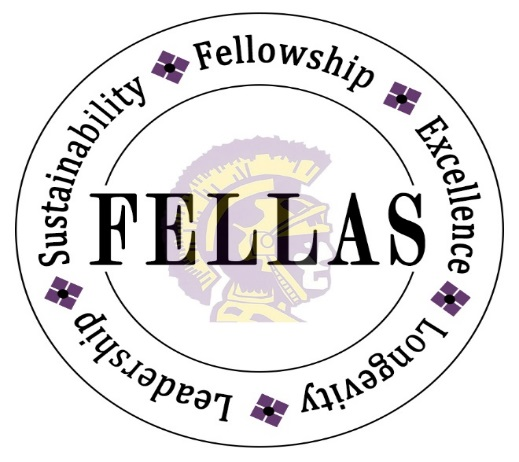 Fellowship
Excellence
Longevity
Leadership
Sustainability
FELLAS